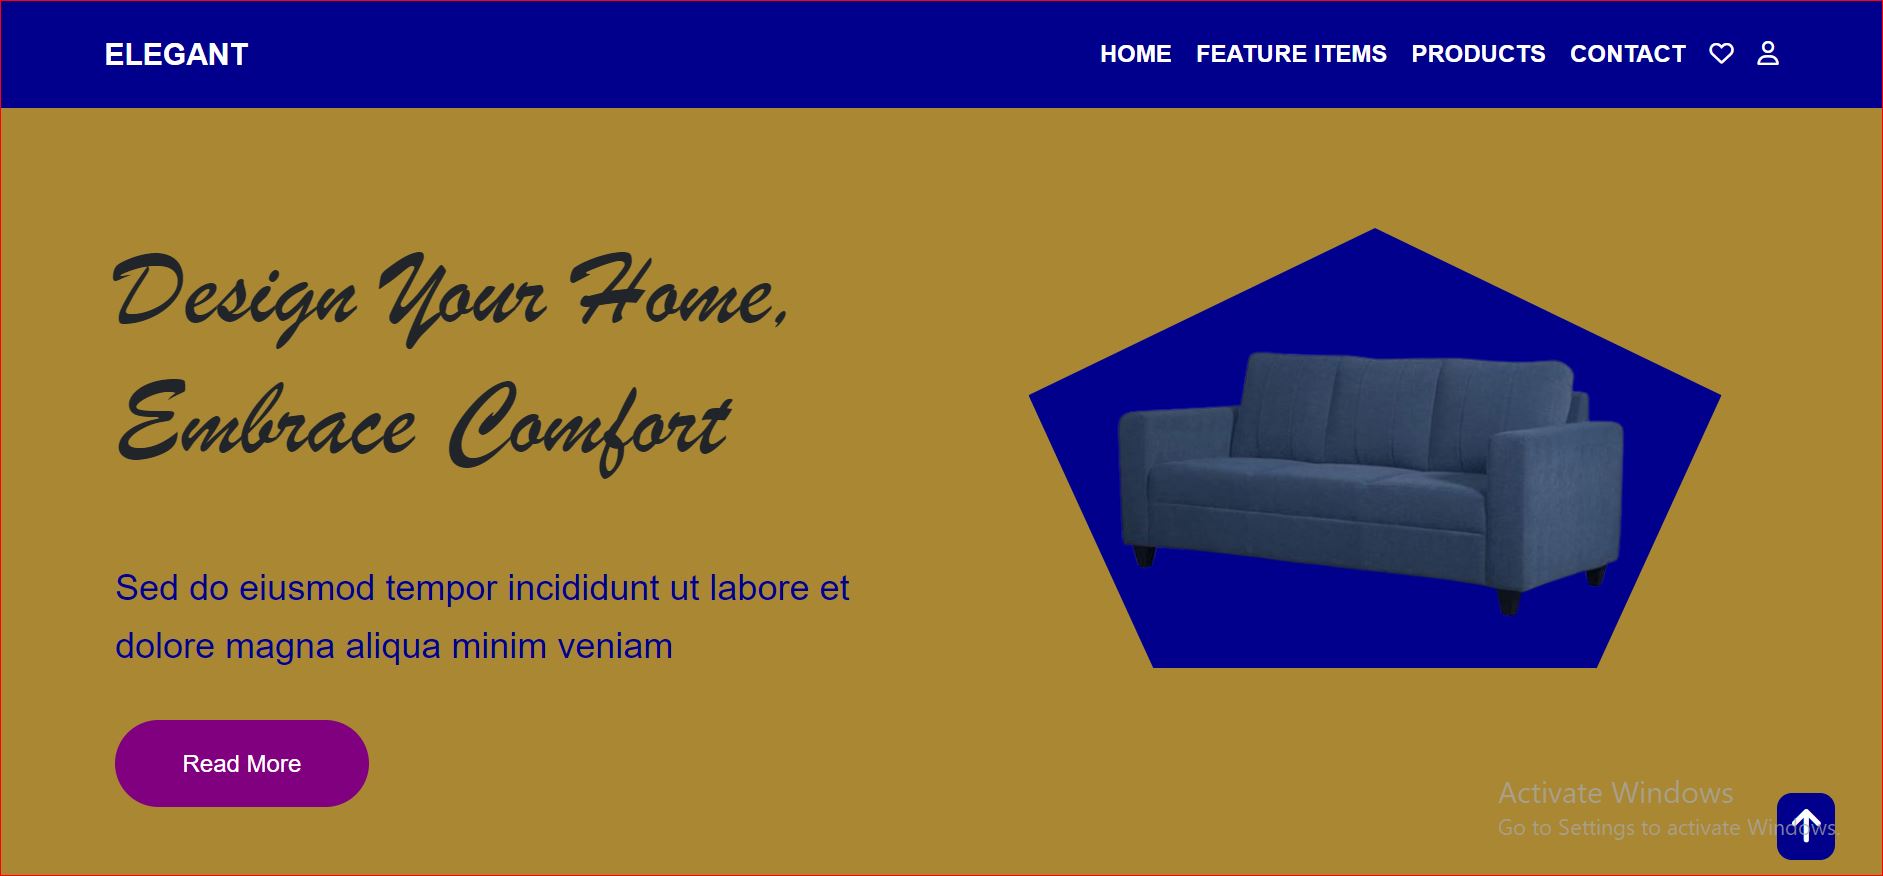 ELEGANT
HOME FEATURE ITEMS PRODUCTS CONTACT
Design Your Home,
Embrace Comfort
Sed do eiusmod tempor incididunt ut labore et
dolore magna aliqua minim veniam
Read More
Activate Windows
Go to Settings to activate Windows.